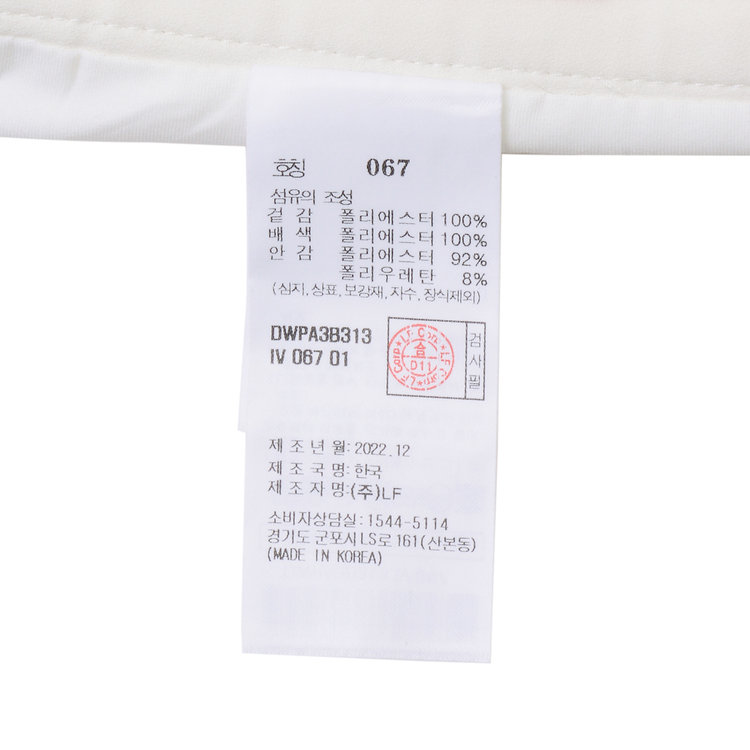 호칭 067
섬유의 조성
겉 감 폴리에스터 100%
배 색 폴리에스터 100%
안 감 폴리에스터 92%
폴리우레탄 8%
(심지, 상표, 보강재, 자수, 장식제외)
DWPA3B313
IV 067 01
LF Corp★LF Corp★
합
D11
검사필
제 조 년 월:2022.12
제 조 국 명:한국
제 조 자 명:(주)LF
소비자상담실:1544-5114
경기도 군포시 LS로 161(산본동)
(MADE IN KOREA)